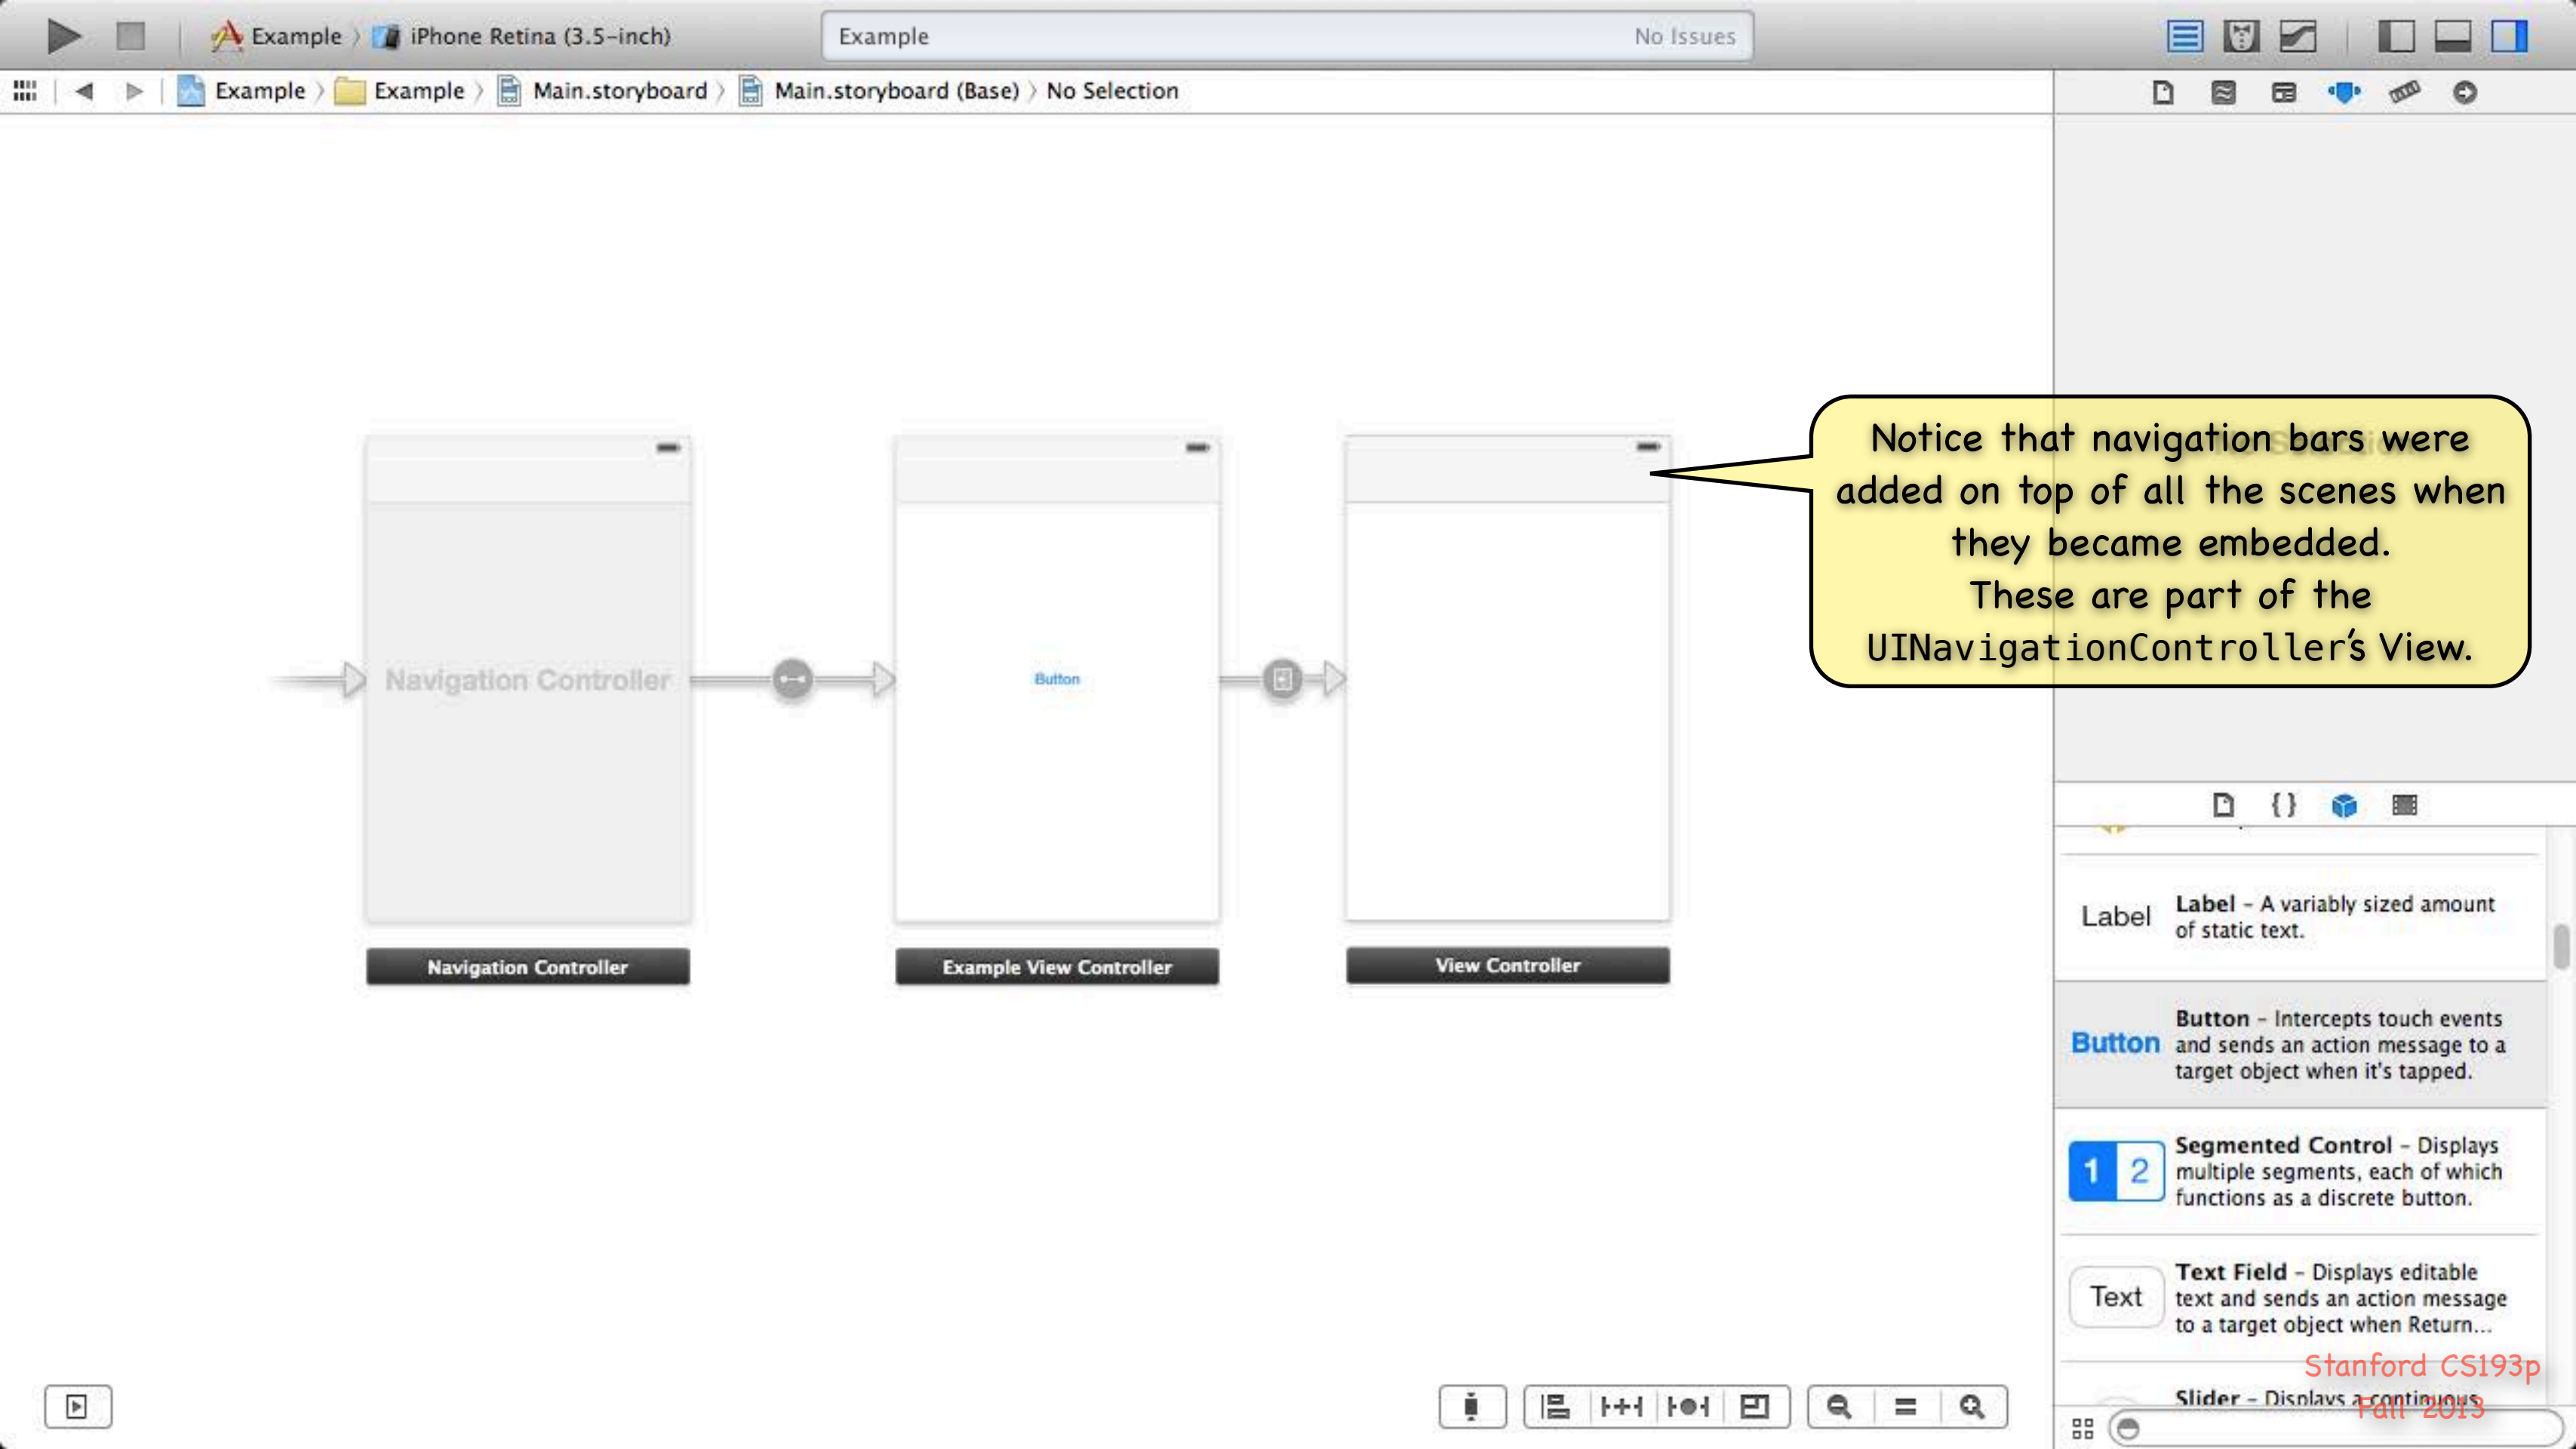 Example 〉 iPhone Retina (3.5-inch)
Example
No Issues
Example 〉 Example 〉 Main.storyboard 〉 Main.storyboard (Base) 〉 No Selection
Notice that navigation bars were
added on top of all the scenes when
they became embedded.
These are part of the
UINavigationController's View.
Navigation Controller
Button
Navigation Controller
Example View Controller
View Controller
Label
Label - A variably sized amount
of static text.
Button
Button - Intercepts touch events
and sends an action message to a
target object when it's tapped.
1 2
Segmented Control - Displays
multiple segments, each of which
functions as a discrete button.
Text
Text Field - Displays editable
text and sends an action message
to a target object when Return...
Slider - Displays a continuous
Stanford CS193p
Fall 2013